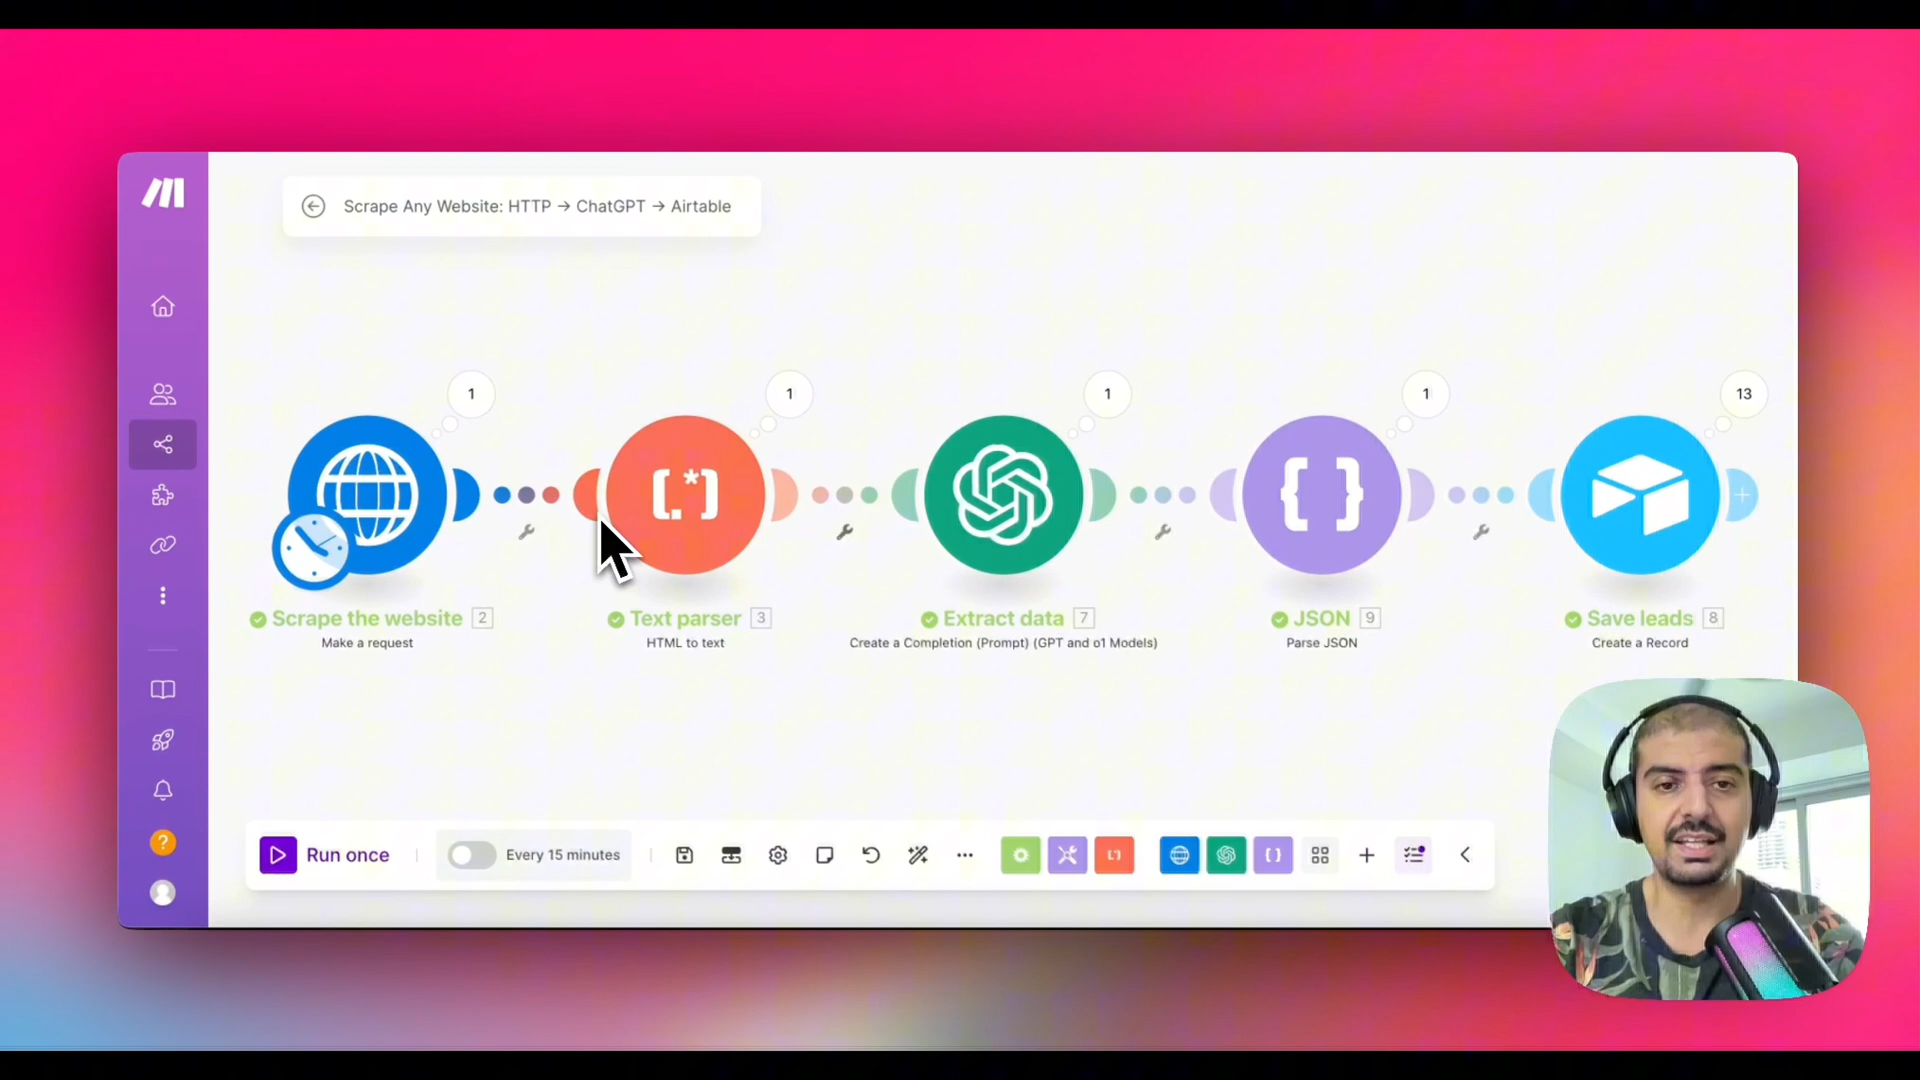 Scrape Any Website: HTTP → ChatGPT → Airtable
1
1
1
1
13
[.*]
{ }
Scrape the website 2
Make a request
Text parser 3
HTML to text
Extract data 7
Create a Completion (Prompt) (GPT and o1 Models)
JSON 9
Parse JSON
Save leads 8
Create a Record
?
Run once
Every 15 minutes